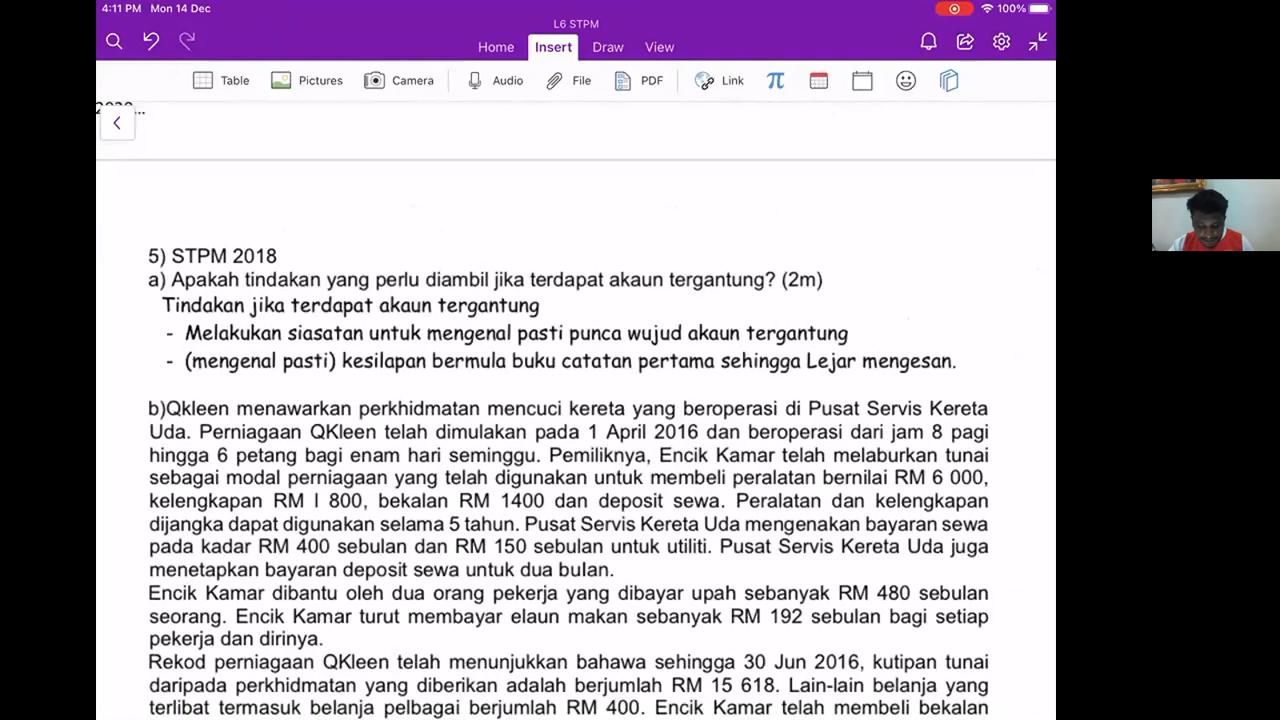 4:11 PM Mon 14 Dec
100%
L6 STPM
Home Insert Draw View
Table Pictures Camera Audio File PDF Link
5) STPM 2018
a) Apakah tindakan yang perlu diambil jika terdapat akaun tergantung? (2m)
Tindakan jika terdapat akaun tergantung
- Melakukan siasatan untuk mengenal pasti punca wujud akaun tergantung
- (mengenal pasti) kesilapan bermula buku catatan pertama sehingga Lejar mengesan.
b)Qkleen menawarkan perkhidmatan mencuci kereta yang beroperasi di Pusat Servis Kereta
Uda. Perniagaan QKleen telah dimulakan pada 1 April 2016 dan beroperasi dari jam 8 pagi
hingga 6 petang bagi enam hari seminggu. Pemiliknya, Encik Kamar telah melaburkan tunai
sebagai modal perniagaan yang telah digunakan untuk membeli peralatan bernilai RM 6 000,
kelengkapan RM l 800, bekalan RM 1400 dan deposit sewa. Peralatan dan kelengkapan
dijangka dapat digunakan selama 5 tahun. Pusat Servis Kereta Uda mengenakan bayaran sewa
pada kadar RM 400 sebulan dan RM 150 sebulan untuk utiliti. Pusat Servis Kereta Uda juga
menetapkan bayaran deposit sewa untuk dua bulan.
Encik Kamar dibantu oleh dua orang pekerja yang dibayar upah sebanyak RM 480 sebulan
seorang. Encik Kamar turut membayar elaun makan sebanyak RM 192 sebulan bagi setiap
pekerja dan dirinya.
Rekod perniagaan QKleen telah menunjukkan bahawa sehingga 30 Jun 2016, kutipan tunai
daripada perkhidmatan yang diberikan adalah berjumlah RM 15 618. Lain-lain belanja yang
terlibat termasuk belanja pelbagai berjumlah RM 400. Encik Kamar telah membeli bekalan